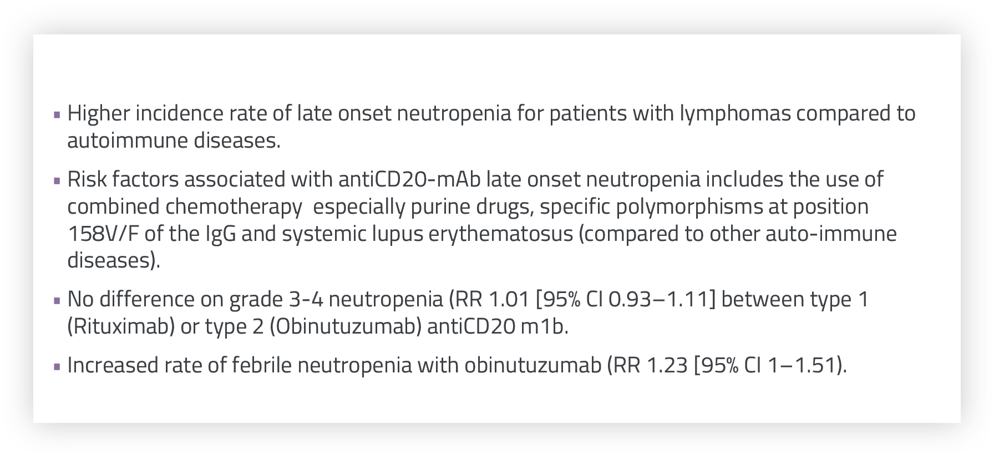 ▪ Higher incidence rate of late onset neutropenia for patients with lymphomas compared to
autoimmune diseases.
▪ Risk factors associated with antiCD20-mAb late onset neutropenia includes the use of
combined chemotherapy  especially purine drugs, specific polymorphisms at position
158V/F of the IgG and systemic lupus erythematosus (compared to other auto-immune
diseases).
▪ No difference on grade 3-4 neutropenia (RR 1.01 [95% CI 0.93–1.11] between type 1
(Rituximab) or type 2 (Obinutuzumab) antiCD20 m1b.
▪ Increased rate of febrile neutropenia with obinutuzumab (RR 1.23 [95% CI 1–1.51).